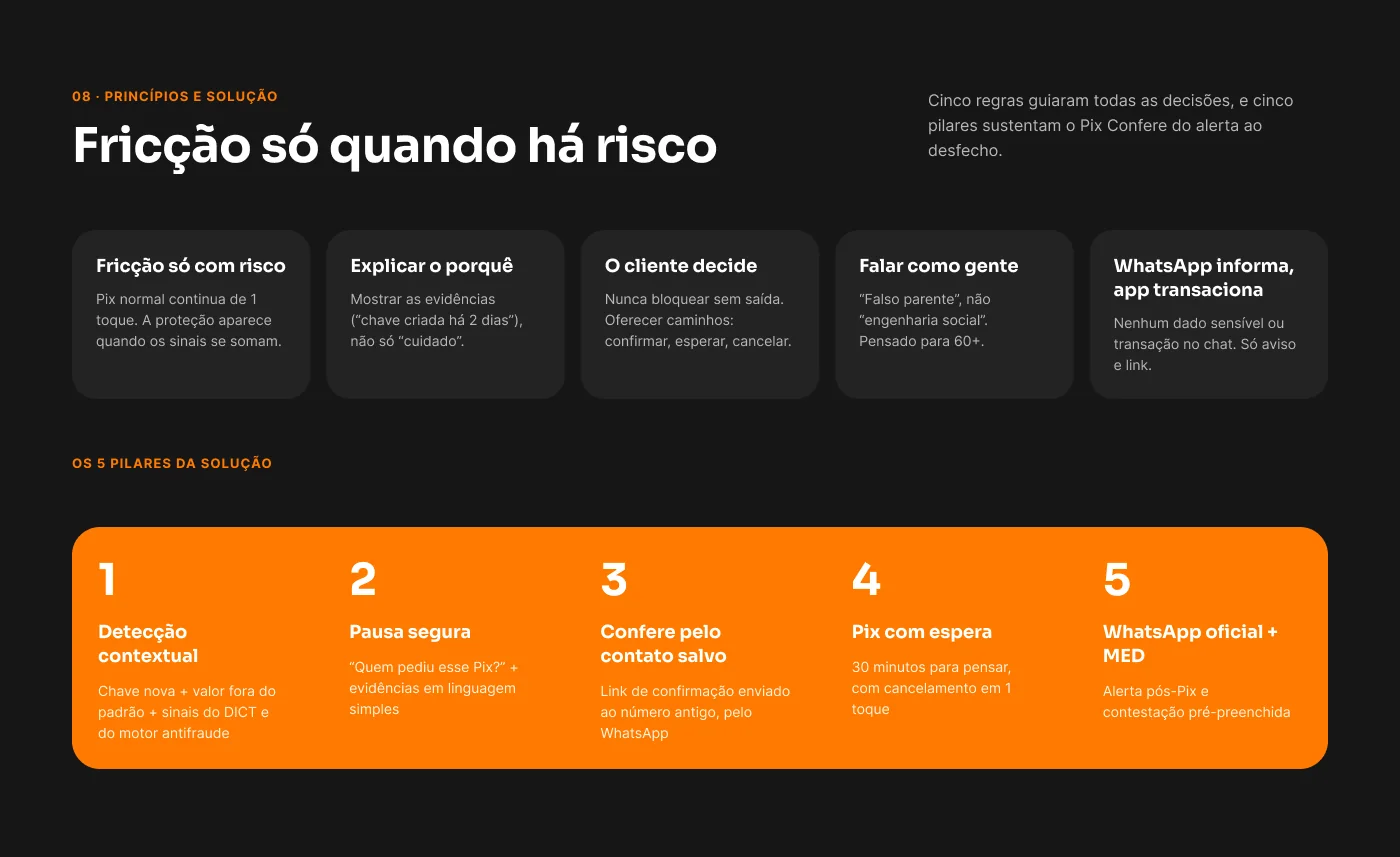 08 · PRINCÍPIOS E SOLUÇÃO
Fricção só quando há risco
Cinco regras guiaram todas as decisões, e cinco
pilares sustentam o Pix Confere do alerta ao
desfecho.
Fricção só com risco
Pix normal continua de 1
toque. A proteção aparece
quando os sinais se somam.
Explicar o porquê
Mostrar as evidências
(“chave criada há 2 dias”),
não só “cuidado”.
O cliente decide
Nunca bloquear sem saída.
Oferecer caminhos:
confirmar, esperar, cancelar.
Falar como gente
“Falso parente”, não
“engenharia social”.
Pensado para 60+.
WhatsApp informa,
app transaciona
Nenhum dado sensível ou
transação no chat. Só aviso
e link.
OS 5 PILARES DA SOLUÇÃO
1
Detecção
contextual
Chave nova + valor fora do
padrão + sinais do DICT e
do motor antifraude
2
Pausa segura
“Quem pediu esse Pix?” +
evidências em linguagem
simples
3
Confere pelo
contato salvo
Link de confirmação enviado
ao número antigo, pelo
WhatsApp
4
Pix com espera
30 minutos para pensar,
com cancelamento em 1
toque
5
WhatsApp oficial +
MED
Alerta pós-Pix e
contestação pré-preenchida